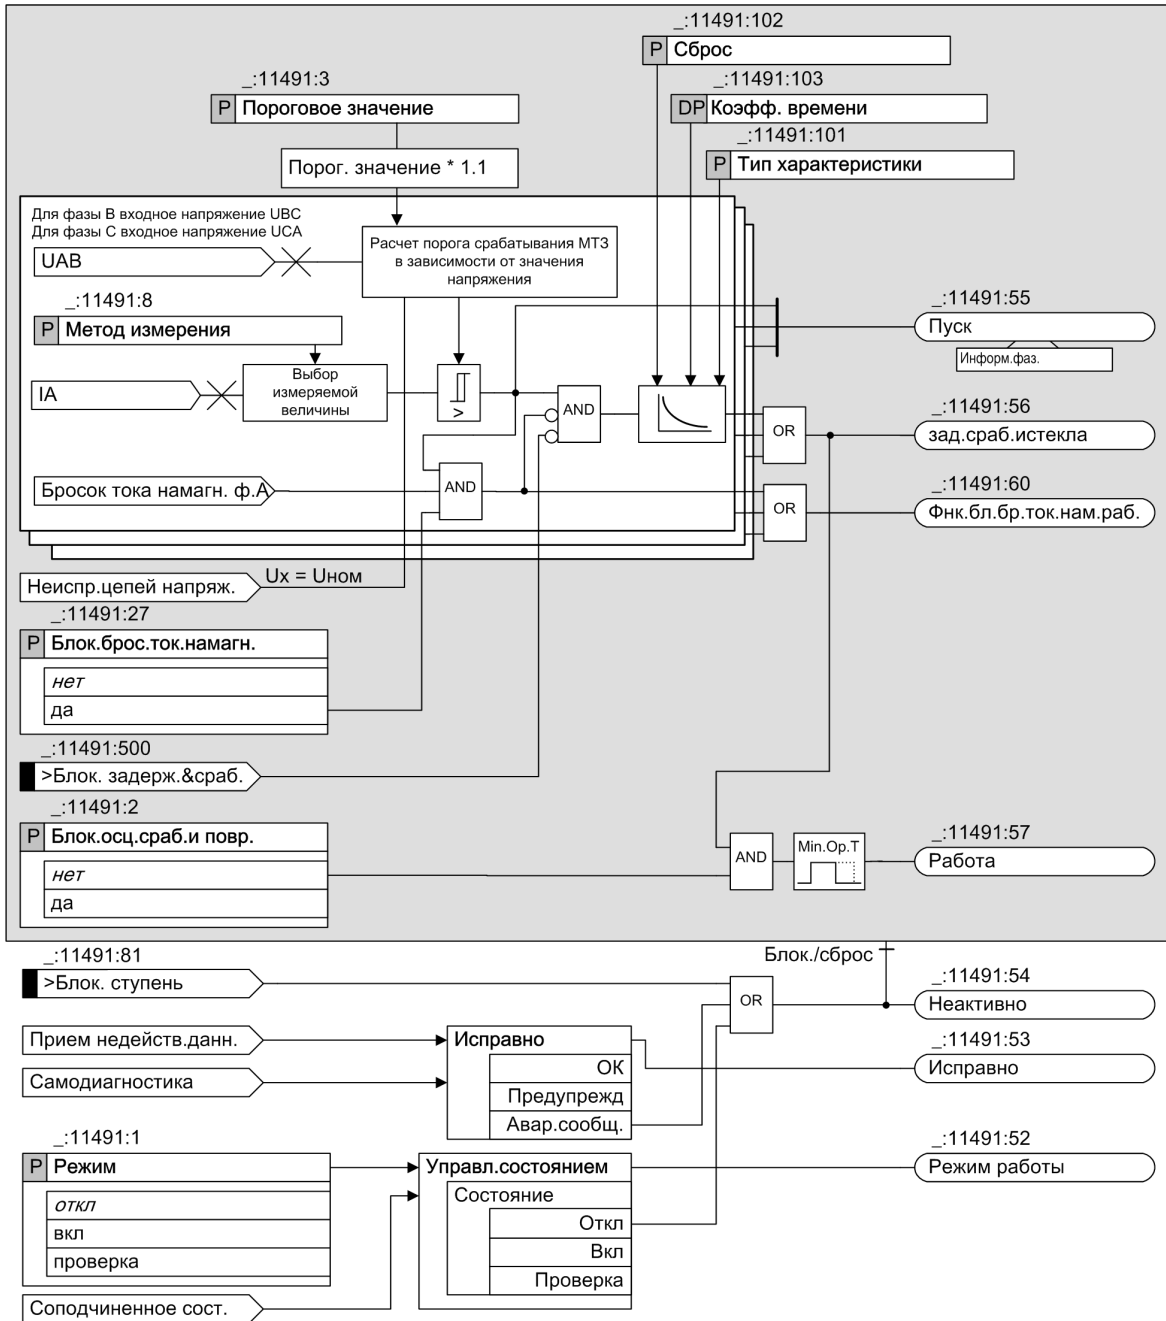 _:11491:102
P Сброс
_:11491:3
_:11491:103
P Пороговое значение
DP Коэфф. времени
_:11491:101
Порог. значение * 1.1
P Тип характеристики
Для фазы B входное напряжение UBC
Для фазы C входное напряжение UCA
UAB
Расчет порога срабатывания МТЗ
в зависимости от значения
напряжения
_:11491:8
P Метод измерения
_:11491:55
Пуск
Информ.фаз.
IA
Выбор
измеряемой
величины
>
AND
_:11491:56
OR
зад.сраб.истекла
Бросок тока намагн. ф.А
AND
_:11491:60
OR
Фнк.бл.бр.ток.нам.раб.
Неиспр.цепей напряж.
Uх = Uном
_:11491:27
P Блок.брос.ток.намагн.
нет
да
_:11491:500
>Блок. задерж.&сраб.
_:11491:2
P Блок.осц.сраб.и повр.
нет
да
AND
Min.Op.T
_:11491:57
Работа
_:11491:81
>Блок. ступень
Блок./сброс
OR
_:11491:54
Неактивно
Прием недейств.данн.
Самодиагностика
Исправно
ОК
Предупрежд
Авар.сообщ.
_:11491:53
Исправно
_:11491:1
P Режим
откл
вкл
проверка
Соподчиненное сост.
Управл.состоянием
Состояние
Откл
Вкл
Проверка
_:11491:52
Режим работы